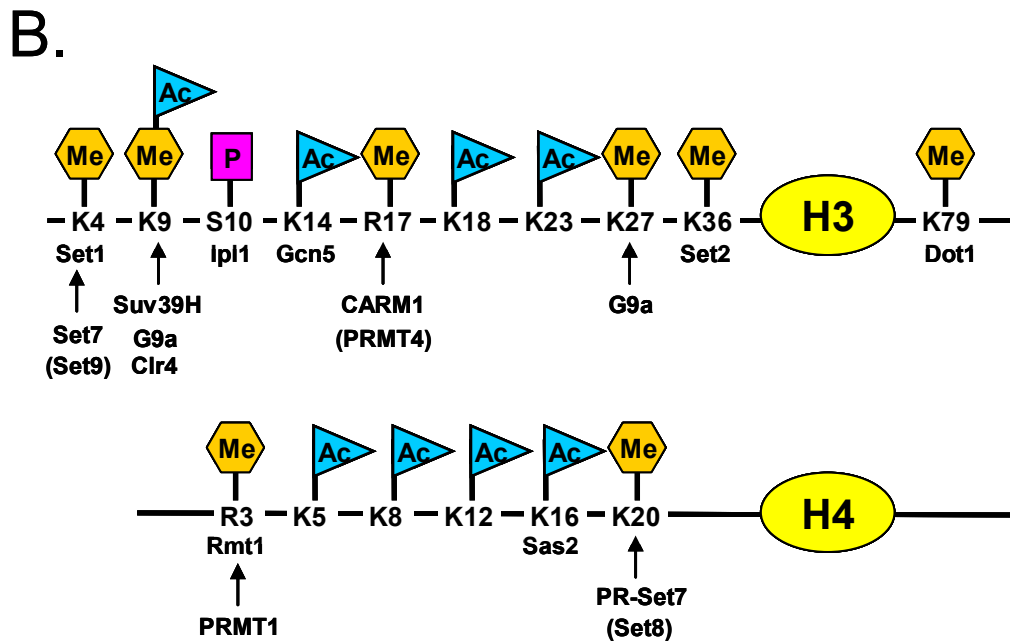 B.
Ac
Me Me P Ac Me Ac Ac Me Me Me
K4 K9 S10 K14 R17 K18 K23 K27 K36 H3 K79
Set1 Ipl1 Gcn5 Set2 Dot1
Suv39H CARM1 G9a
Set7 G9a (PRMT4)
(Set9) Clr4
Me Ac Ac Ac Ac Me
R3 K5 K8 K12 K16 K20 H4
Rmt1 Sas2
PRMT1 PR-Set7
(Set8)